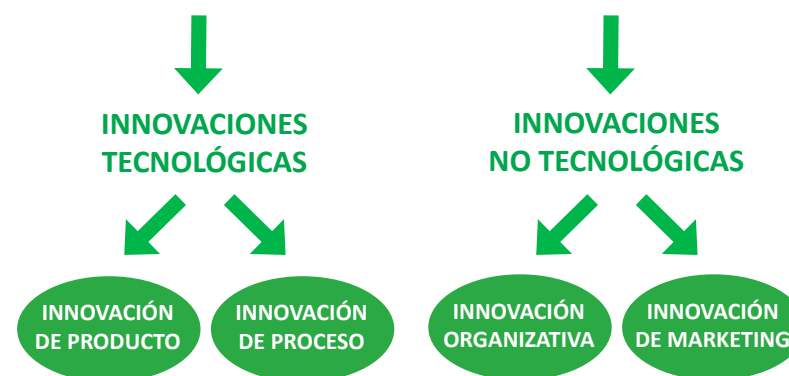 INNOVACIONES
TECNOLÓGICAS
INNOVACIONES
NO TECNOLÓGICAS
INNOVACIÓN
DE PRODUCTO
INNOVACIÓN
DE PROCESO
INNOVACIÓN
ORGANIZATIVA
INNOVACIÓN
DE MARKETING